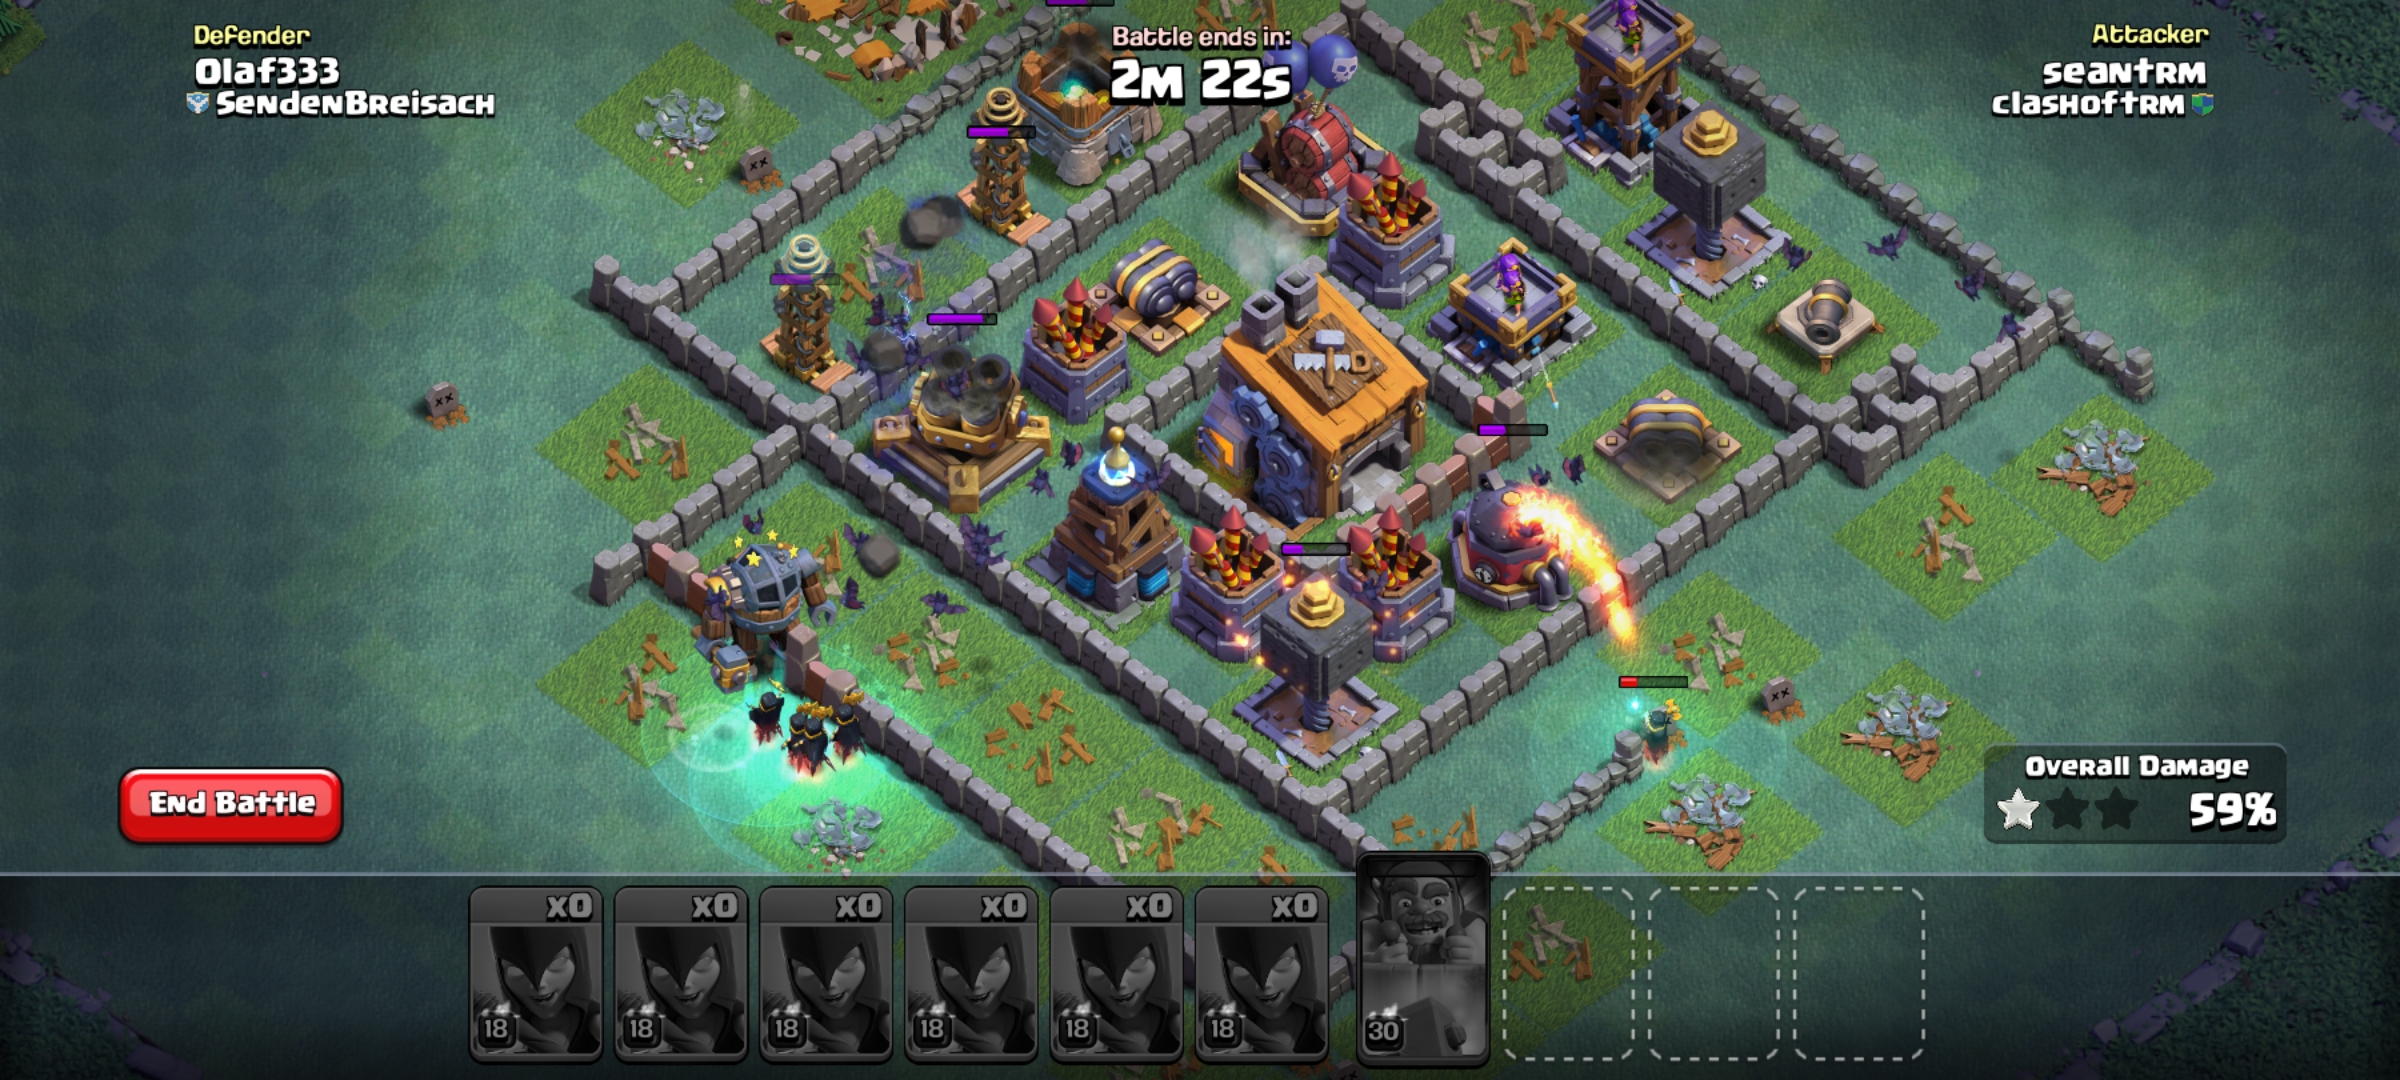 Defender
Olaf333
SendenBreisach
Battle ends in:
2M 22s
Attacker
seantRM
clashoftRM
End Battle
Overall Damage
59%
x0 x0 x0 x0 x0 x0
18 18 18 18 18 18 30